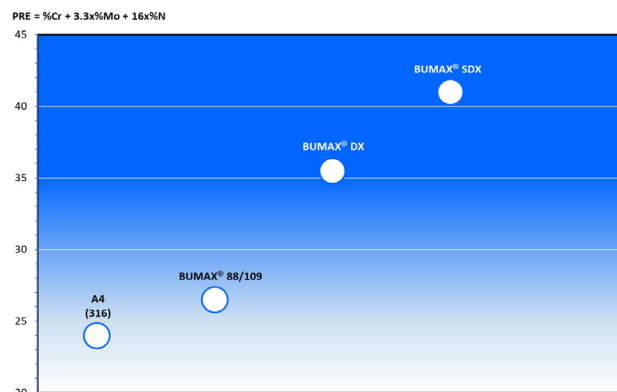 PRE = %Cr + 3.3x%Mo + 16x%N
45
BUMAX® SDX
40
BUMAX® DX
35
30
BUMAX® 88/109
A4
(316)
25
20